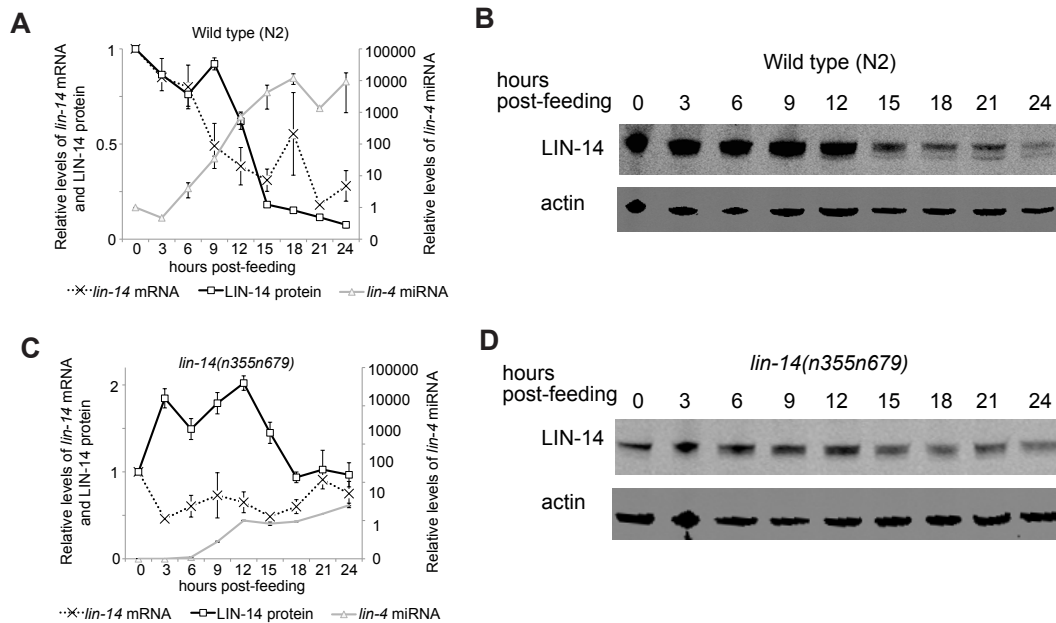 A
Wild type (N2)
Relative levels of lin-14 mRNA
and LIN-14 protein
1
0.5
0
100000
10000
1000
100
10
1
0
Relative levels of lin-4 miRNA
0 3 6 9 12 15 18 21 24
hours post-feeding
lin-14 mRNA LIN-14 protein lin-4 miRNA
B
Wild type (N2)
hours
post-feeding
0 3 6 9 12 15 18 21 24
LIN-14
actin
C
lin-14(n355n679)
Relative levels of lin-14 mRNA
and LIN-14 protein
2
1
0
100000
10000
1000
100
10
1
0
Relative levels of lin-4 miRNA
0 3 6 9 12 15 18 21 24
hours post-feeding
lin-14 mRNA LIN-14 protein lin-4 miRNA
D
lin-14(n355n679)
hours
post-feeding
0 3 6 9 12 15 18 21 24
LIN-14
actin